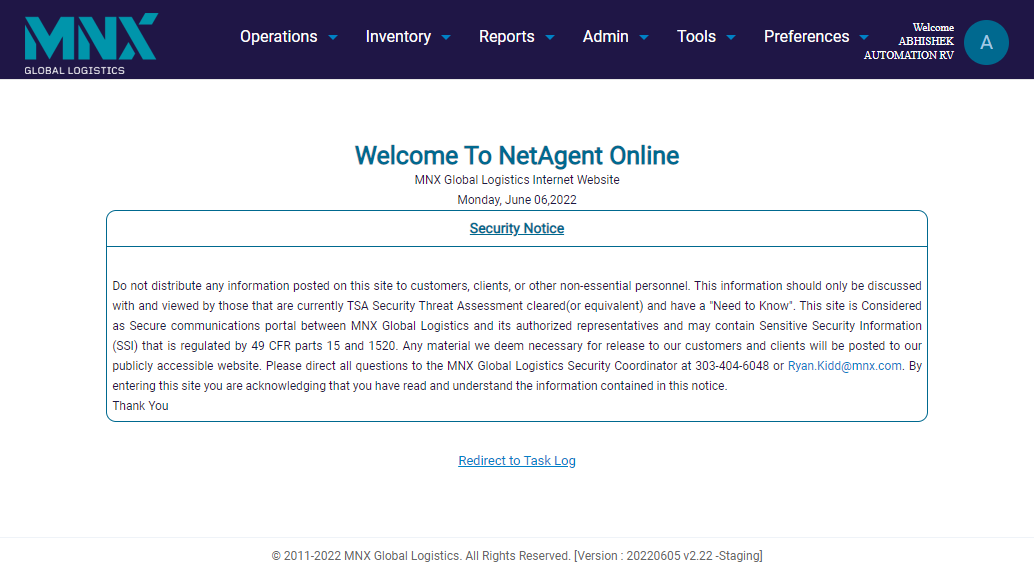 MNX
GLOBAL LOGISTICS
Operations
Inventory
Reports
Admin
Tools
Preferences
Welcome
ABHISHEK
AUTOMATION RV
A
Welcome To NetAgent Online
MNX Global Logistics Internet Website
Monday, June 06,2022
Security Notice
Do not distribute any information posted on this site to customers, clients, or other non-essential personnel. This information should only be discussed
with and viewed by those that are currently TSA Security Threat Assessment cleared(or equivalent) and have a "Need to Know". This site is Considered
as Secure communications portal between MNX Global Logistics and its authorized representatives and may contain Sensitive Security Information
(SSI) that is regulated by 49 CFR parts 15 and 1520. Any material we deem necessary for release to our customers and clients will be posted to our
publicly accessible website. Please direct all questions to the MNX Global Logistics Security Coordinator at 303-404-6048 or Ryan.Kidd@mnx.com. By
entering this site you are acknowledging that you have read and understand the information contained in this notice.
Thank You
Redirect to Task Log
© 2011-2022 MNX Global Logistics. All Rights Reserved. [Version : 20220605 v2.22 -Staging]